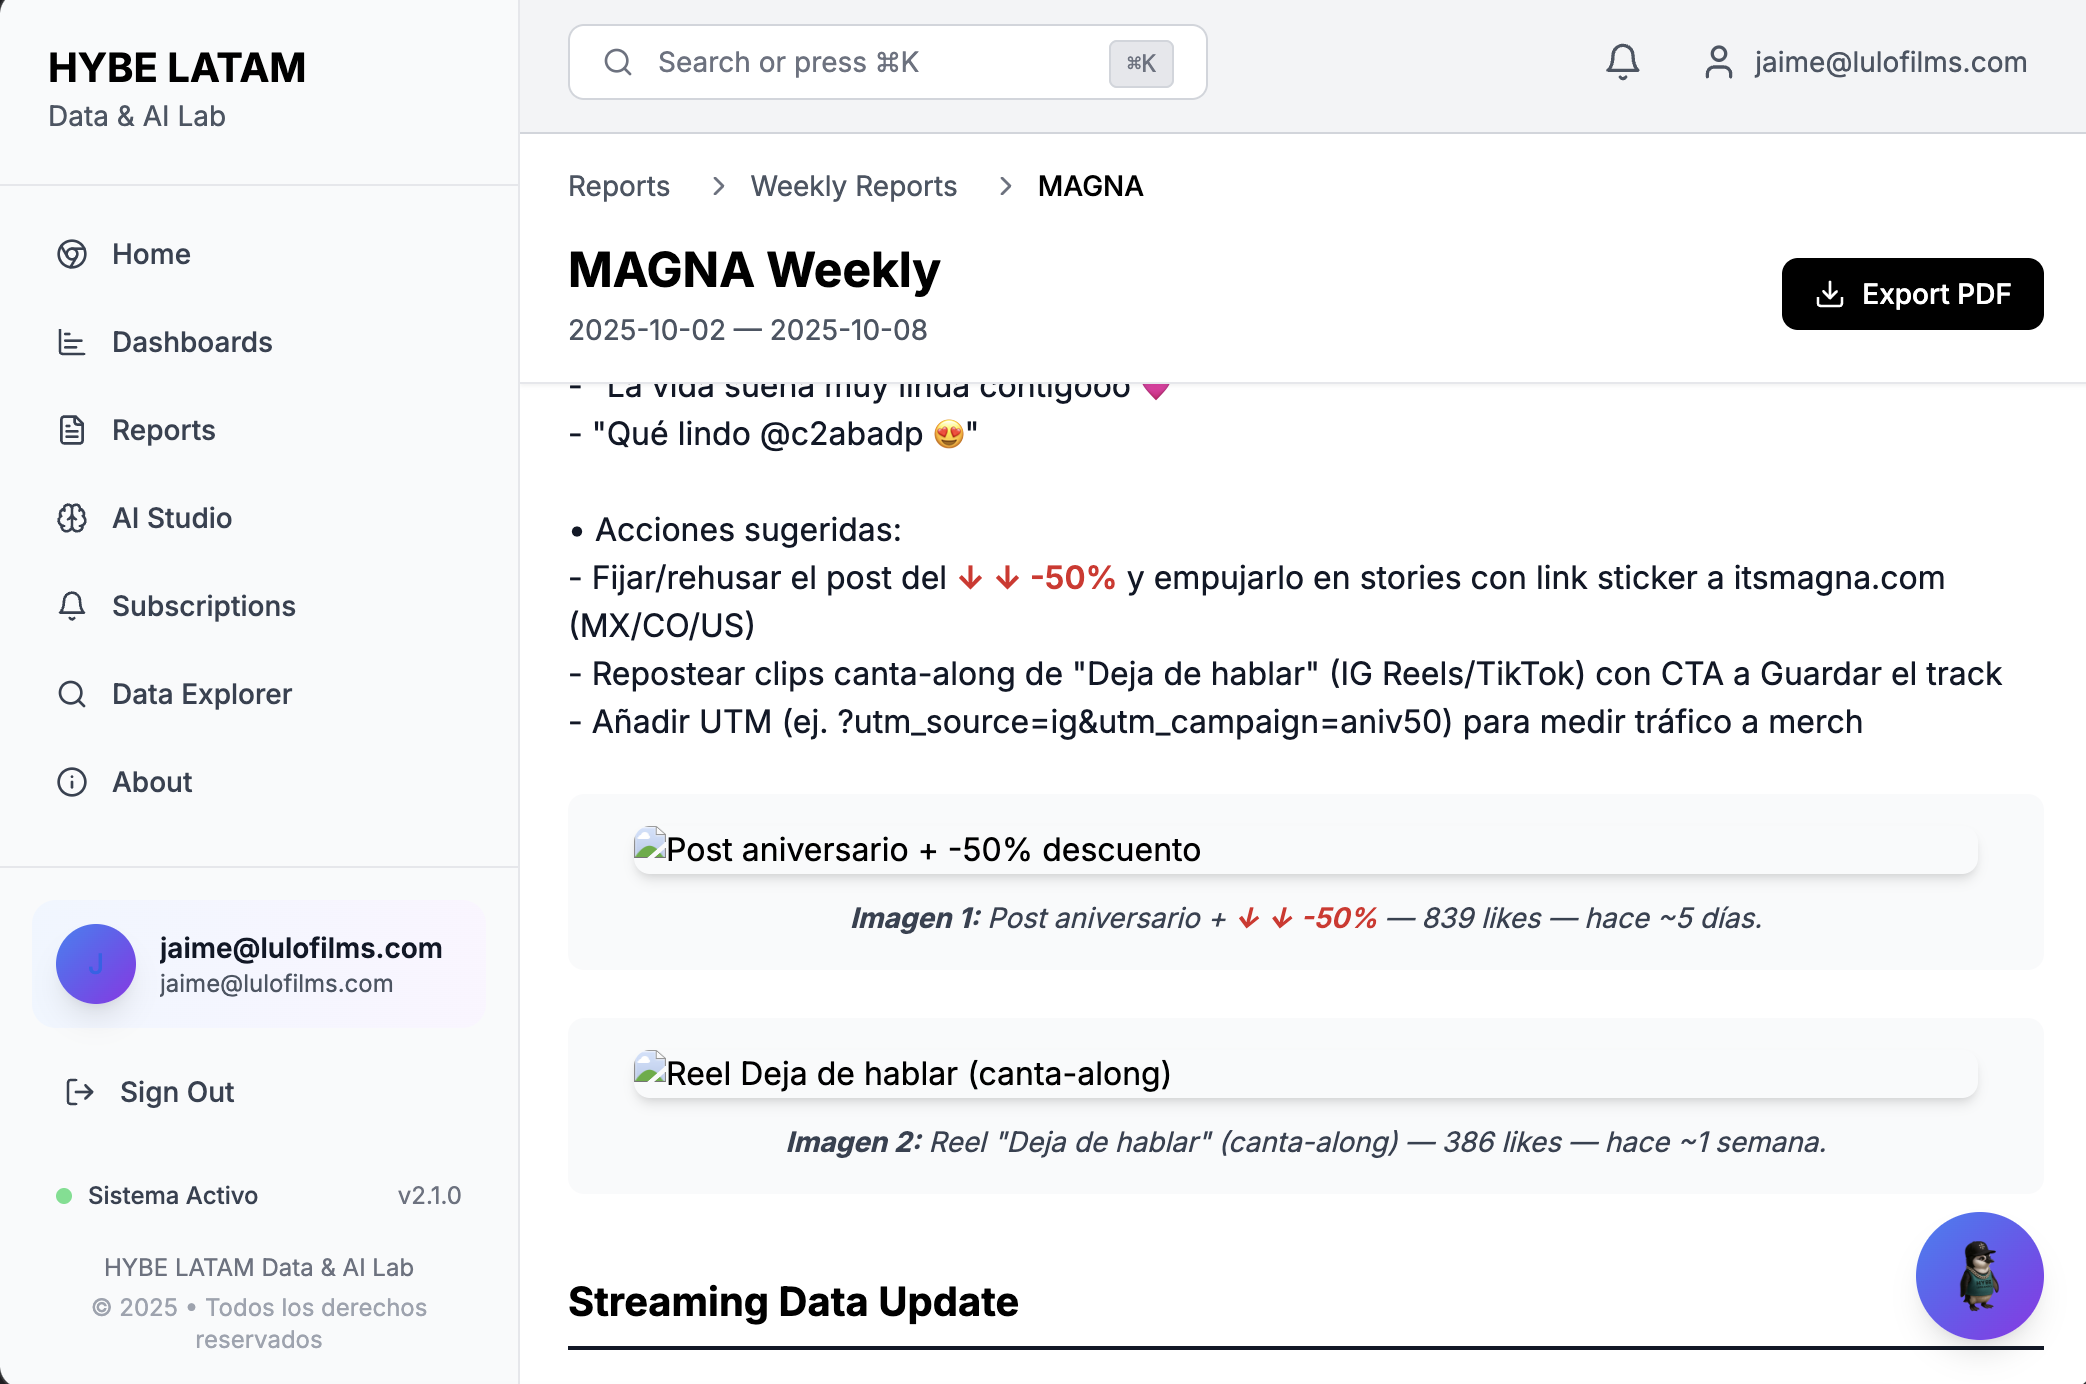 HYBE LATAM
Data & AI Lab
Home
Dashboards
Reports
AI Studio
Subscriptions
Data Explorer
About
jaime@lulofilms.com
jaime@lulofilms.com
Sign Out
Sistema Activo v2.1.0
HYBE LATAM Data & AI Lab
© 2025 • Todos los derechos
reservados
Search or press ⌘K ⌘K
jaime@lulofilms.com
Reports > Weekly Reports > MAGNA
MAGNA Weekly
2025-10-02 — 2025-10-08
Export PDF
- "La vida suena muy linda contigooo
- "Qué lindo @c2abadp 😍"
• Acciones sugeridas:
- Fijar/rehusar el post del ↓ ↓ -50% y empujarlo en stories con link sticker a itsmagna.com
(MX/CO/US)
- Repostear clips canta-along de "Deja de hablar" (IG Reels/TikTok) con CTA a Guardar el track
- Añadir UTM (ej. ?utm_source=ig&utm_campaign=aniv50) para medir tráfico a merch
Post aniversario + -50% descuento
Imagen 1: Post aniversario + ↓ ↓ -50% — 839 likes — hace ~5 días.
Reel Deja de hablar (canta-along)
Imagen 2: Reel "Deja de hablar" (canta-along) — 386 likes — hace ~1 semana.
Streaming Data Update